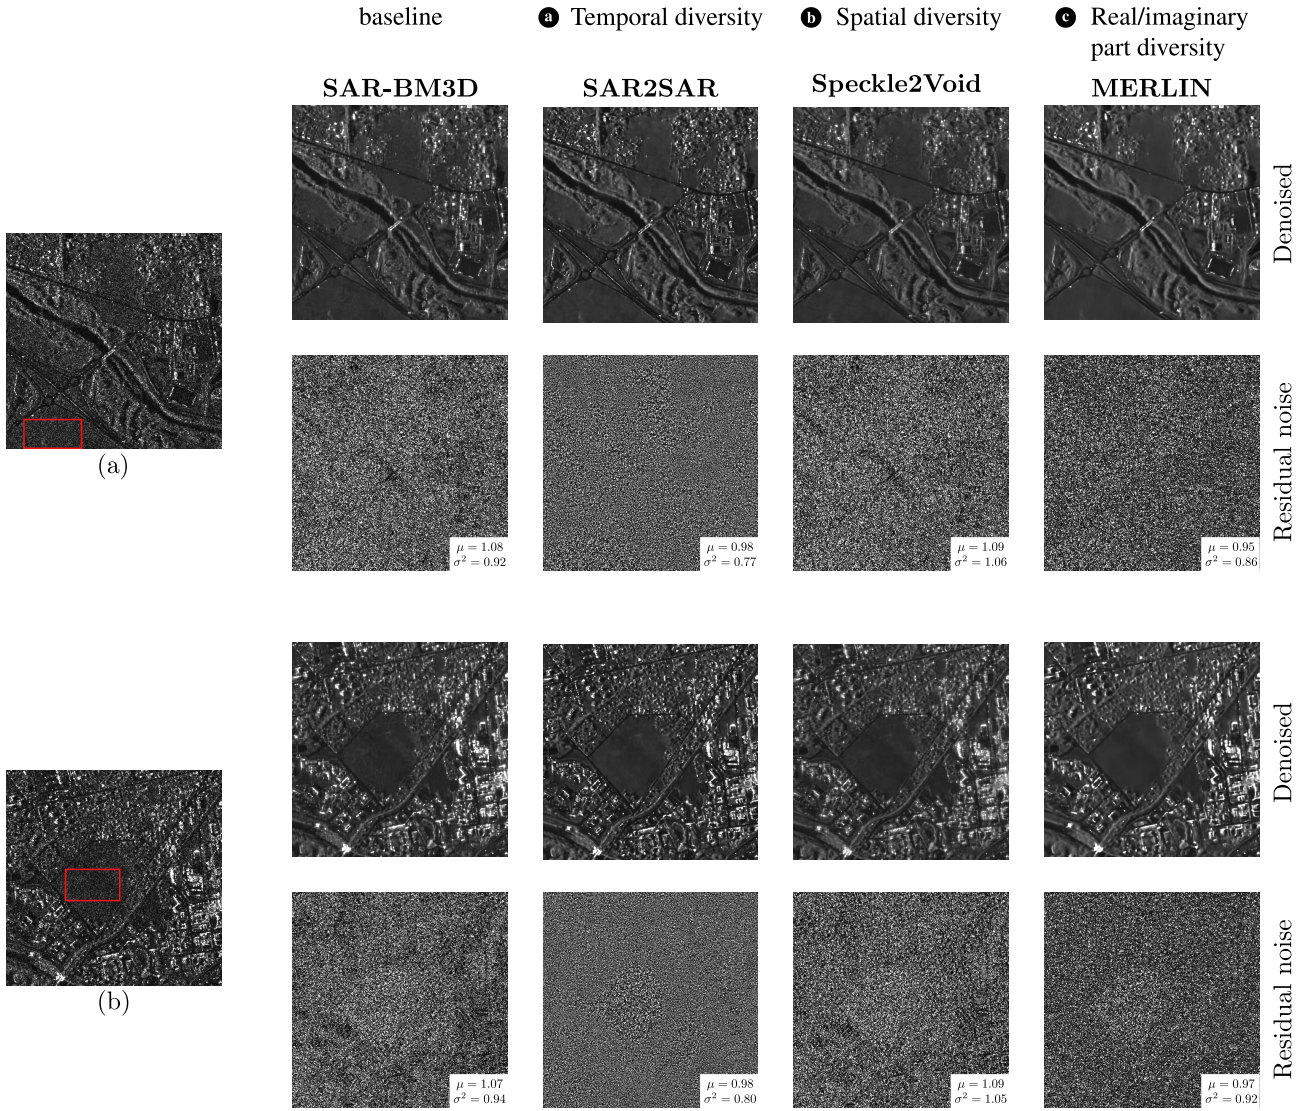 baseline
a Temporal diversity
b Spatial diversity
c Real/imaginary
part diversity
SAR-BM3D
SAR2SAR
Speckle2Void
MERLIN
Denoised
(a)
Residual noise
μ = 1.08
σ² = 0.92
μ = 0.98
σ² = 0.77
μ = 1.09
σ² = 1.06
μ = 0.95
σ² = 0.86
Denoised
(b)
Residual noise
μ = 1.07
σ² = 0.94
μ = 0.98
σ² = 0.80
μ = 1.09
σ² = 1.05
μ = 0.97
σ² = 0.92